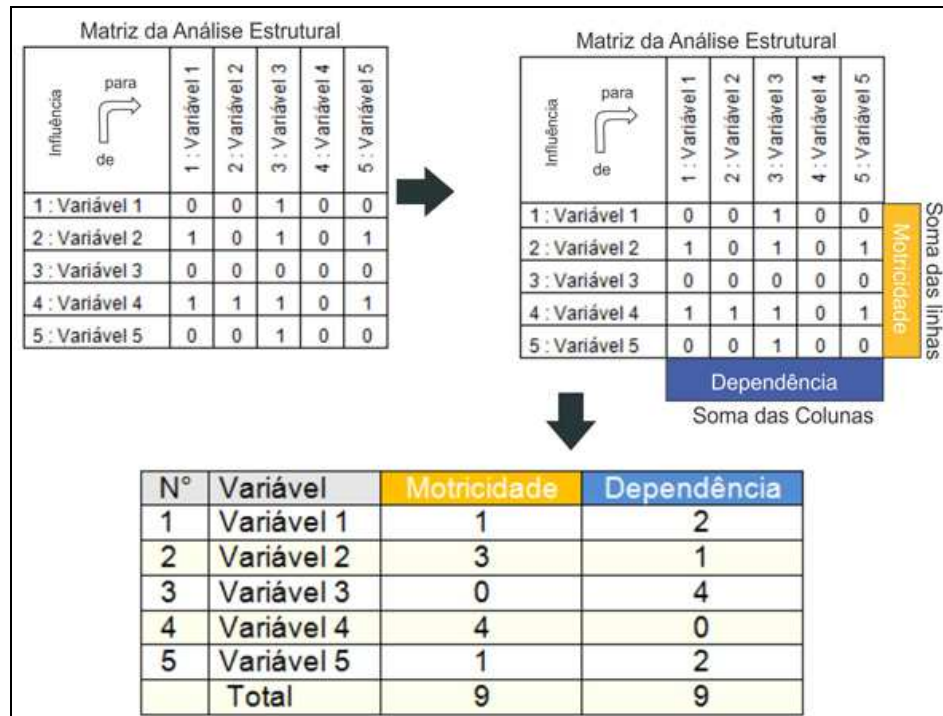 Matriz da Análise Estrutural
Influência
para
de
1 : Variável 1
2 : Variável 2
3 : Variável 3
4 : Variável 4
5 : Variável 5
1 : Variável 1 0 0 1 0 0
2 : Variável 2 1 0 1 0 1
3 : Variável 3 0 0 0 0 0
4 : Variável 4 1 1 1 0 1
5 : Variável 5 0 0 1 0 0
Matriz da Análise Estrutural
Influência
para
de
1 : Variável 1
2 : Variável 2
3 : Variável 3
4 : Variável 4
5 : Variável 5
1 : Variável 1 0 0 1 0 0
2 : Variável 2 1 0 1 0 1
3 : Variável 3 0 0 0 0 0
4 : Variável 4 1 1 1 0 1
5 : Variável 5 0 0 1 0 0
Motricidade
Soma das linhas
Dependência
Soma das Colunas
N° Variável Motricidade Dependência
1 Variável 1 1 2
2 Variável 2 3 1
3 Variável 3 0 4
4 Variável 4 4 0
5 Variável 5 1 2
Total 9 9